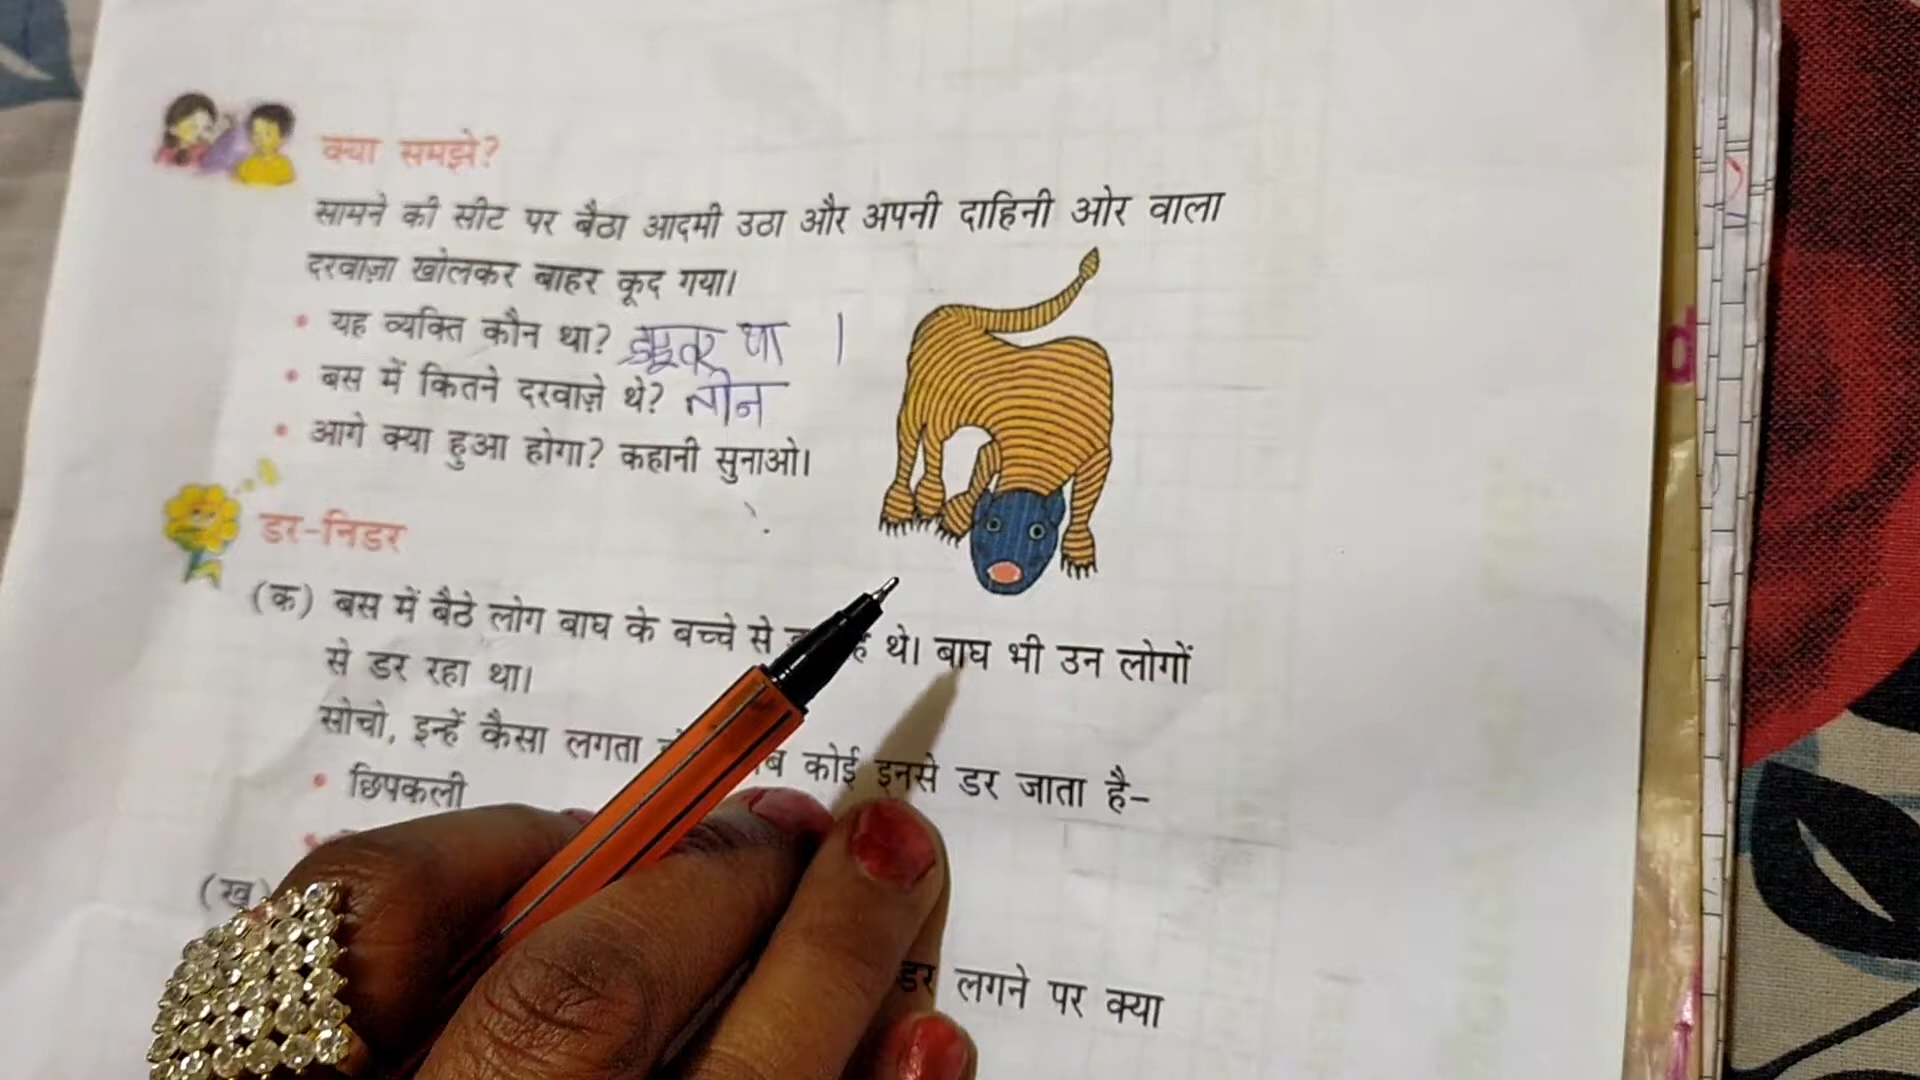 क्या समझे?
सामने की सीट पर बैठा आदमी उठा और अपनी दाहिनी ओर वाला
दरवाज़ा खोलकर बाहर कूद गया।
• यह व्यक्ति कौन था? था ।
• बस में कितने दरवाज़े थे? तीन
• आगे क्या हुआ होगा? कहानी सुनाओ।
डर-निडर
(क) बस में बैठे लोग बाघ के बच्चे से थे। बाघ भी उन लोगों
से डर रहा था।
सोचो, इन्हें कैसा लगता कोई इनसे डर जाता है-
• छिपकली
(ख)
डर लगने पर क्या